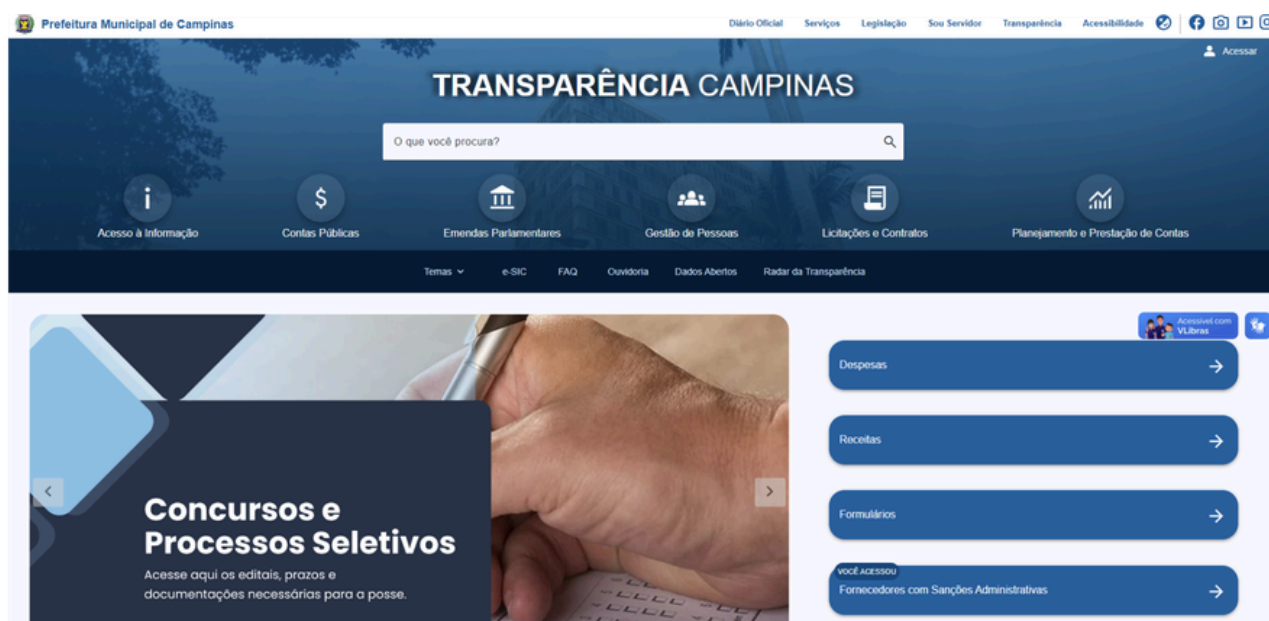 Prefeitura Municipal de Campinas
Diário Oficial Serviços Legislação Sou Servidor Transparência Acessibilidade
Acessar
TRANSPARÊNCIA CAMPINAS
O que você procura?
Acesso à Informação Contas Públicas Emendas Parlamentares Gestão de Pessoas Licitações e Contratos Planejamento e Prestação de Contas
Temas e-SIC FAQ Ouvidoria Dados Abertos Radar da Transparência
Acessível com
VLibras
Concursos e
Processos Seletivos
Acesse aqui os editais, prazos e
documentações necessárias para a posse.
Despesas
Receitas
Formulários
VOCÊ ACESSOU
Fornecedores com Sanções Administrativas